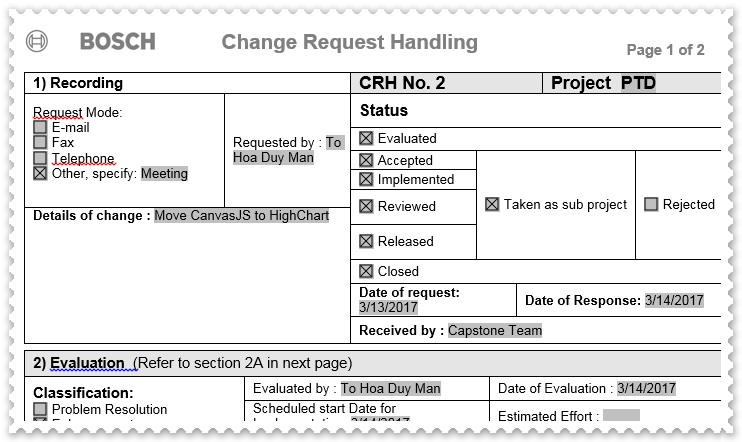 BOSCH
Change Request Handling
Page 1 of 2
1) Recording
CRH No. 2
Project PTD
Request Mode:
E-mail
Fax
Telephone
Other, specify: Meeting
Requested by : To
Hoa Duy Man
Details of change : Move CanvasJS to HighChart
Status
Evaluated
Accepted
Implemented
Reviewed
Released
Taken as sub project
Rejected
Closed
Date of request:
3/13/2017
Date of Response: 3/14/2017
Received by : Capstone Team
2) Evaluation (Refer to section 2A in next page)
Classification:
Problem Resolution
Evaluated by : To Hoa Duy Man
Scheduled start Date for
Date of Evaluation : 3/14/2017
Estimated Effort :